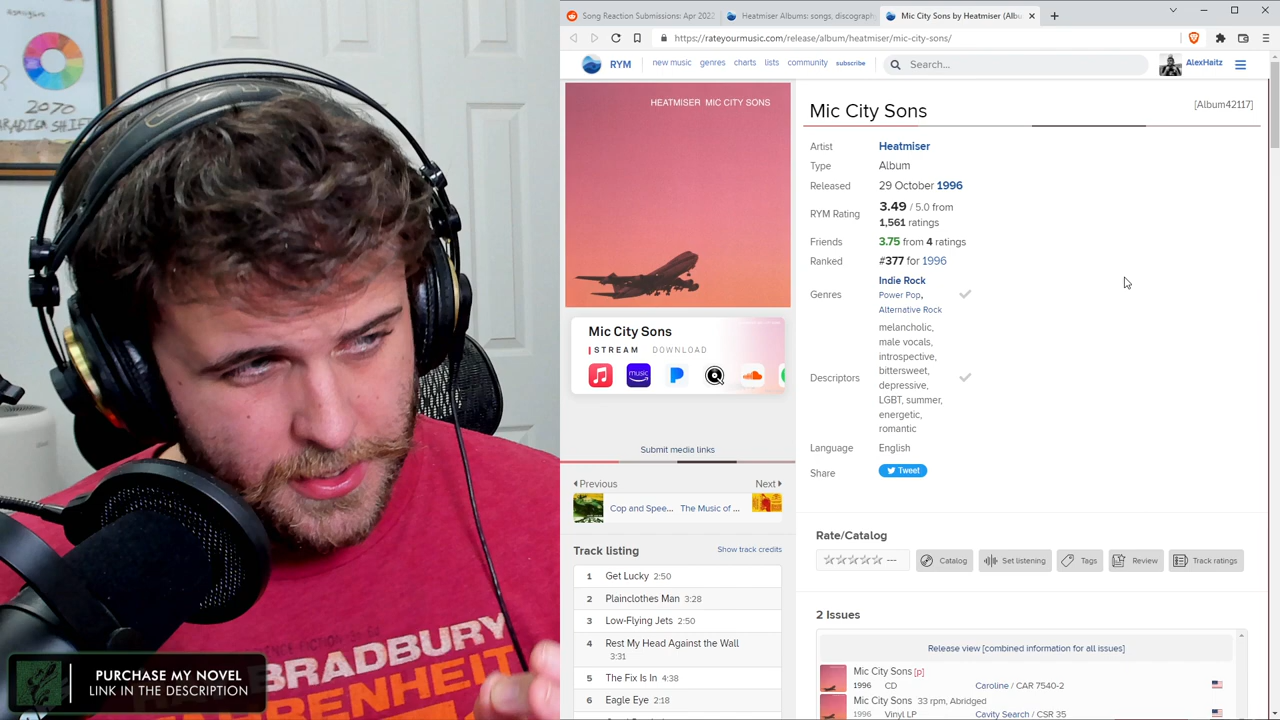 2070
PARADIGM SHIFT
SCIENCE FICTION
BRADBURY
FAHRENHEIT
PURCHASE MY NOVEL
LINK IN THE DESCRIPTION
Song Reaction Submissions: Apr 2022
Heatmiser Albums: songs, discograph
Mic City Sons by Heatmiser (Albu
https://rateyourmusic.com/release/album/heatmiser/mic-city-sons/
RYM
new music
genres
charts
lists
community
subscribe
Search...
AlexHaitz
HEATMISER MIC CITY SONS
Mic City Sons
STREAM DOWNLOAD
music
Submit media links
Previous
Next
Cop and Spee...
The Music of ...
Track listing
Show track credits
1 Get Lucky 2:50
2 Plainclothes Man 3:28
3 Low-Flying Jets 2:50
4 Rest My Head Against the Wall
3:31
5 The Fix Is In 4:38
6 Eagle Eye 2:18
Mic City Sons
[Album42117]
Artist Heatmiser
Type Album
Released 29 October 1996
RYM Rating 3.49 / 5.0 from
1,561 ratings
Friends 3.75 from 4 ratings
Ranked #377 for 1996
Genres
Indie Rock
Power Pop,
Alternative Rock
Descriptors
melancholic,
male vocals,
introspective,
bittersweet,
depressive,
LGBT, summer,
energetic,
romantic
Language English
Share Tweet
Rate/Catalog
---
Catalog
Set listening
Tags
Review
Track ratings
2 Issues
Release view [combined information for all issues]
Mic City Sons [p]
1996 CD Caroline / CAR 7540-2
Mic City Sons 33 rpm, Abridged
1996 Vinyl LP Cavity Search / CSR 35